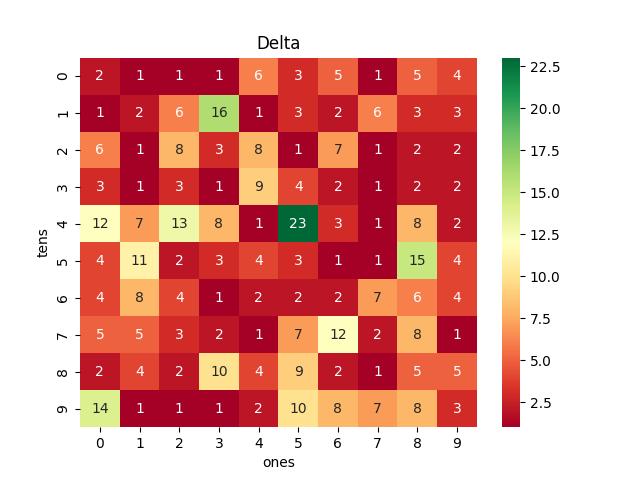 Delta
0 2 1 1 1 6 3 5 1 5 4
1 1 2 6 16 1 3 2 6 3 3
2 6 1 8 3 8 1 7 1 2 2
3 3 1 3 1 9 4 2 1 2 2
4 12 7 13 8 1 23 3 1 8 2
5 4 11 2 3 4 3 1 1 15 4
6 4 8 4 1 2 2 2 7 6 4
7 5 5 3 2 1 7 12 2 8 1
8 2 4 2 10 4 9 2 1 5 5
9 14 1 1 1 2 10 8 7 8 3
0 1 2 3 4 5 6 7 8 9
ones
tens
22.5
20.0
17.5
15.0
12.5
10.0
7.5
5.0
2.5